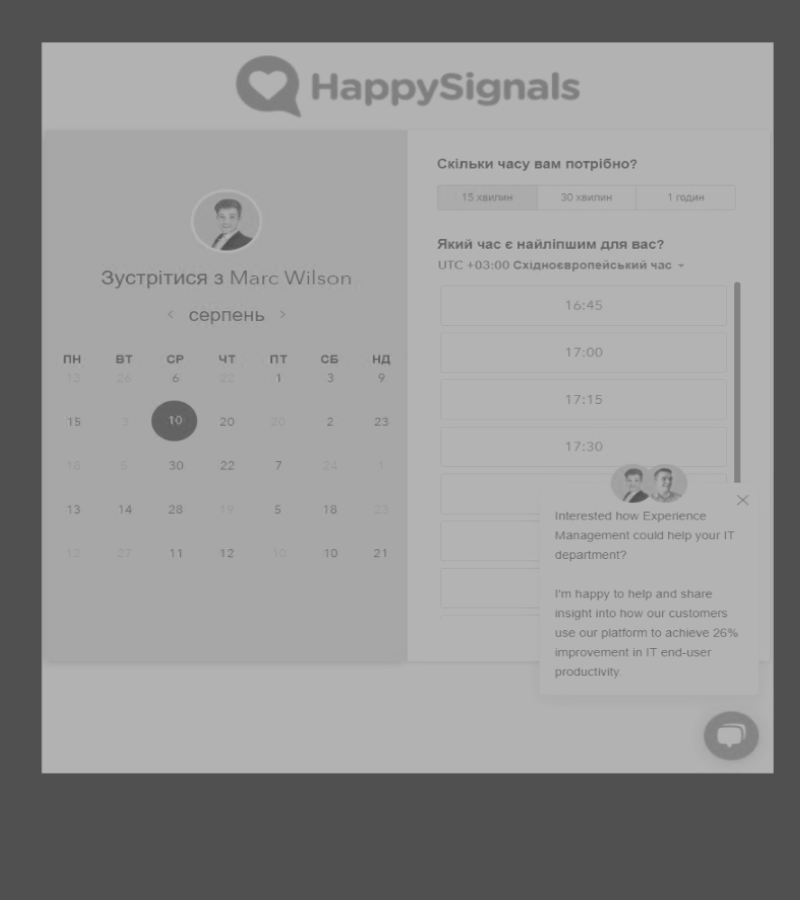 HappySignals
Зустрітися з Marc Wilson
серпень
ПН ВТ СР ЧТ ПТ СБ НД
13 26 6 22 1 3 9
15 3 10 20 20 2 23
18 5 30 22 7 24 1
13 14 28 19 5 18 23
12 27 11 12 10 10 21
Скільки часу вам потрібно?
15 хвилин 30 хвилин 1 годин
Який час є найліпшим для вас?
UTC +03:00 Східноєвропейський час
16:45
17:00
17:15
17:30
Interested how Experience
Management could help your IT
department?
I'm happy to help and share
insight into how our customers
use our platform to achieve 26%
improvement in IT end-user
productivity.